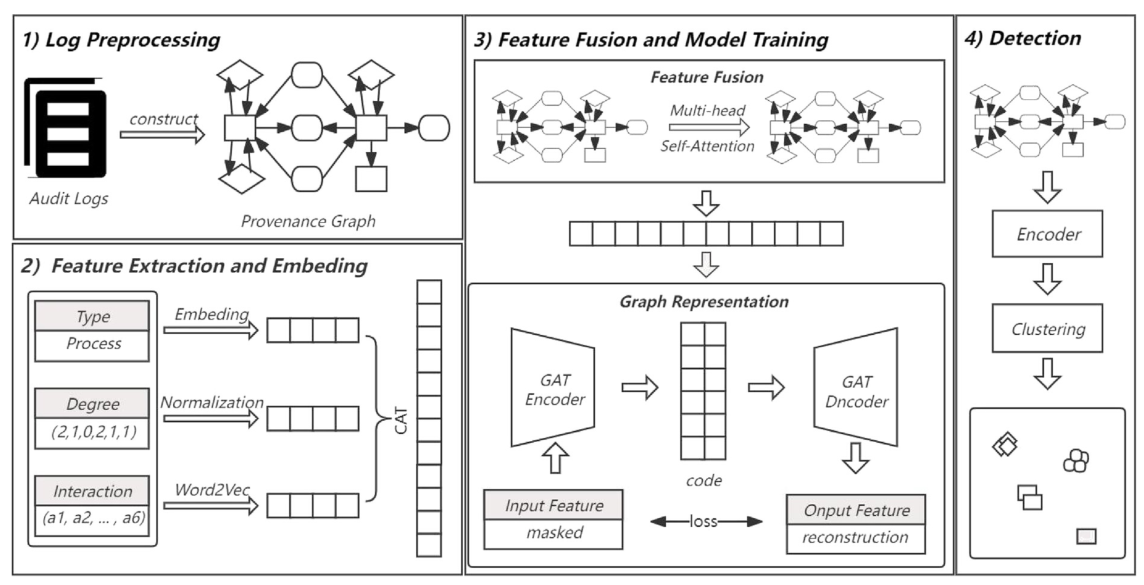 1) Log Preprocessing
construct
Audit Logs
Provenance Graph
2) Feature Extraction and Embeding
Type
Process
Embeding
Degree
(2,1,0,2,1,1)
Normalization
Interaction
(a1, a2, ... , a6)
Word2Vec
CAT
3) Feature Fusion and Model Training
Feature Fusion
Multi-head
Self-Attention
Graph Representation
GAT
Encoder
GAT
Dncoder
code
Input Feature
masked
loss
Onput Feature
reconstruction
4) Detection
Encoder
Clustering